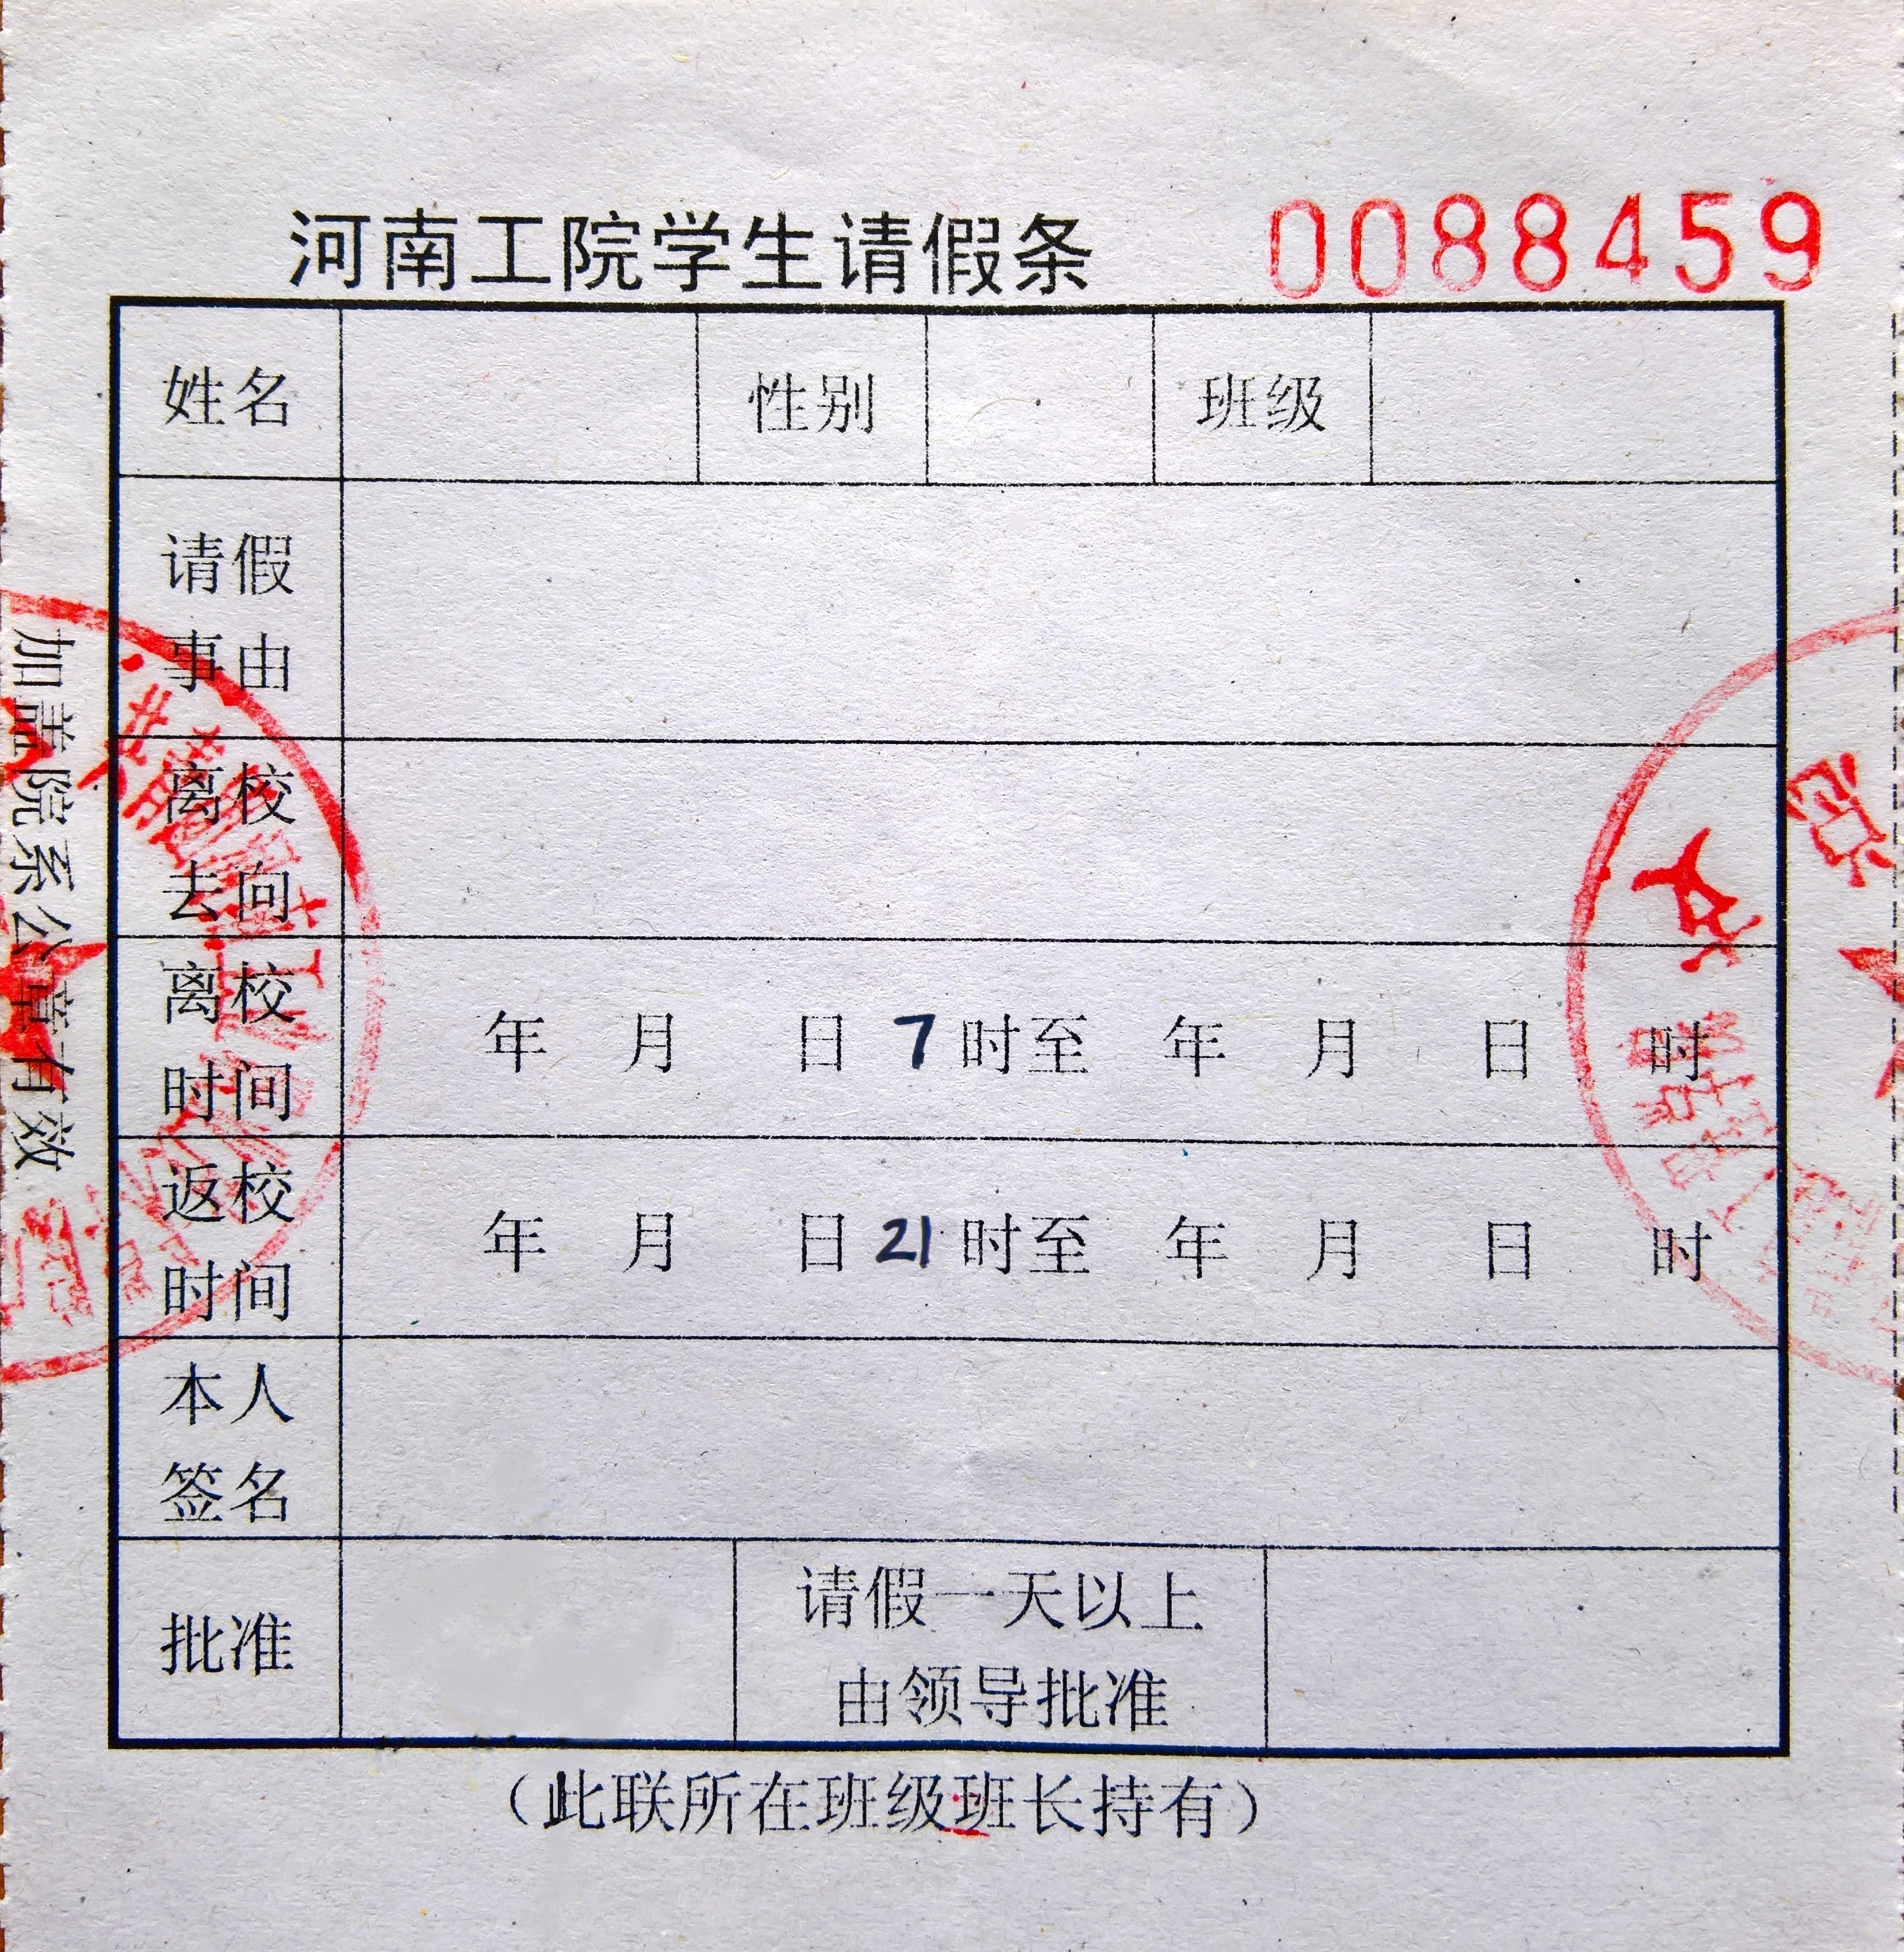 河南工院学生请假条 0088459
姓名 性别 班级
请假
事由
离校
去向
离校
时间
年 月 日 7 时至 年 月 日 时
返校
时间
年 月 日 21 时至 年 月 日 时
本人
签名
批准
请假一天以上
由领导批准
（此联所在班级班长持有）
加盖院系公章有效